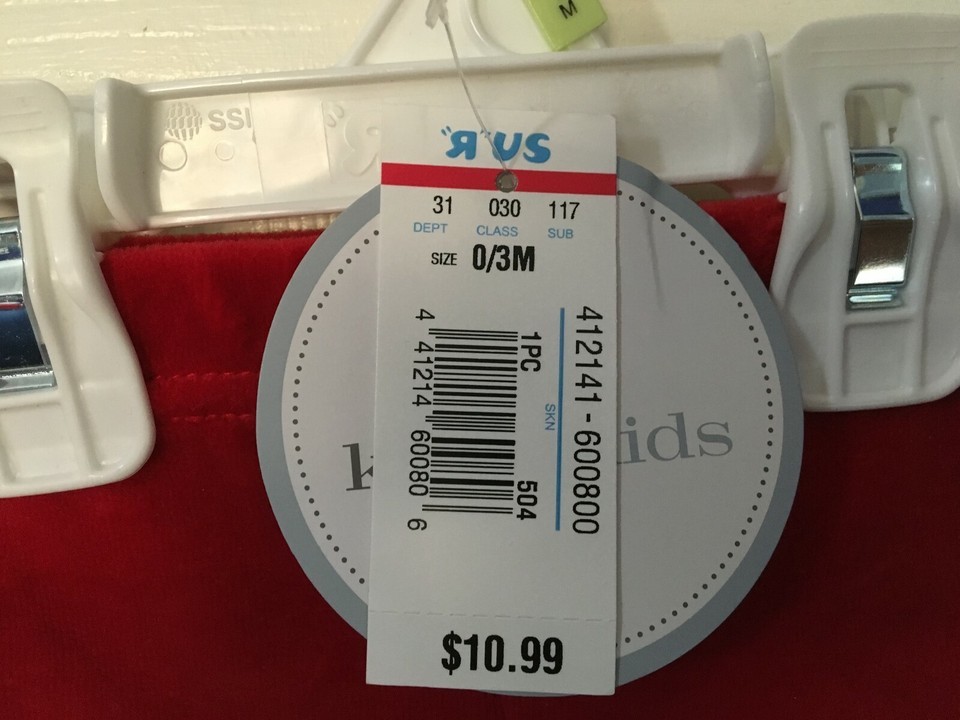 M
SSI
"R"US
31 030 117
DEPT CLASS SUB
SIZE 0/3M
412141-600800
SKN
1PC 504
4 41214 60080 6
k ids
$10.99